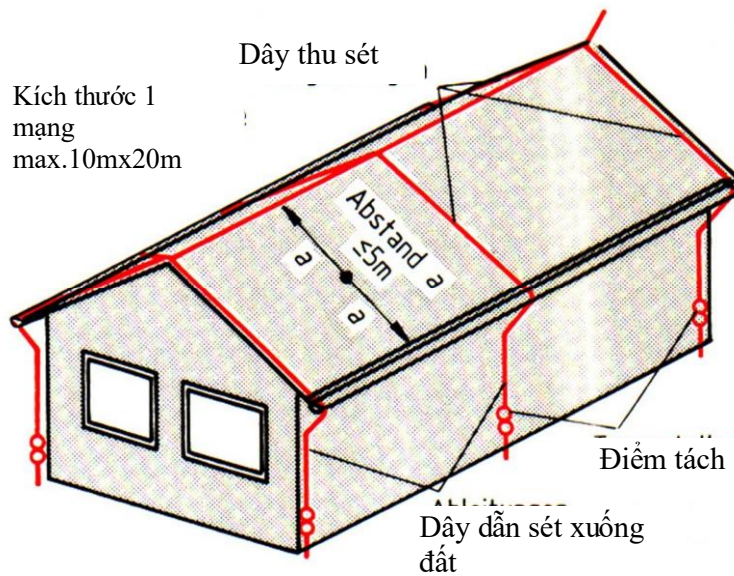 Dây thu sét
Kích thước 1
mạng
max.10mx20m
Abstand a
≤5m
a
a
Điểm tách
Dây dẫn sét xuống
đất